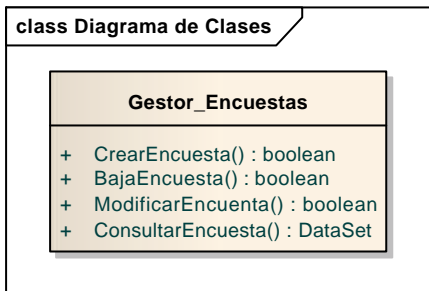 class Diagrama de Clases
Gestor_Encuestas
+ CrearEncuesta() : boolean
+ BajaEncuesta() : boolean
+ ModificarEncuenta() : boolean
+ ConsultarEncuesta() : DataSet